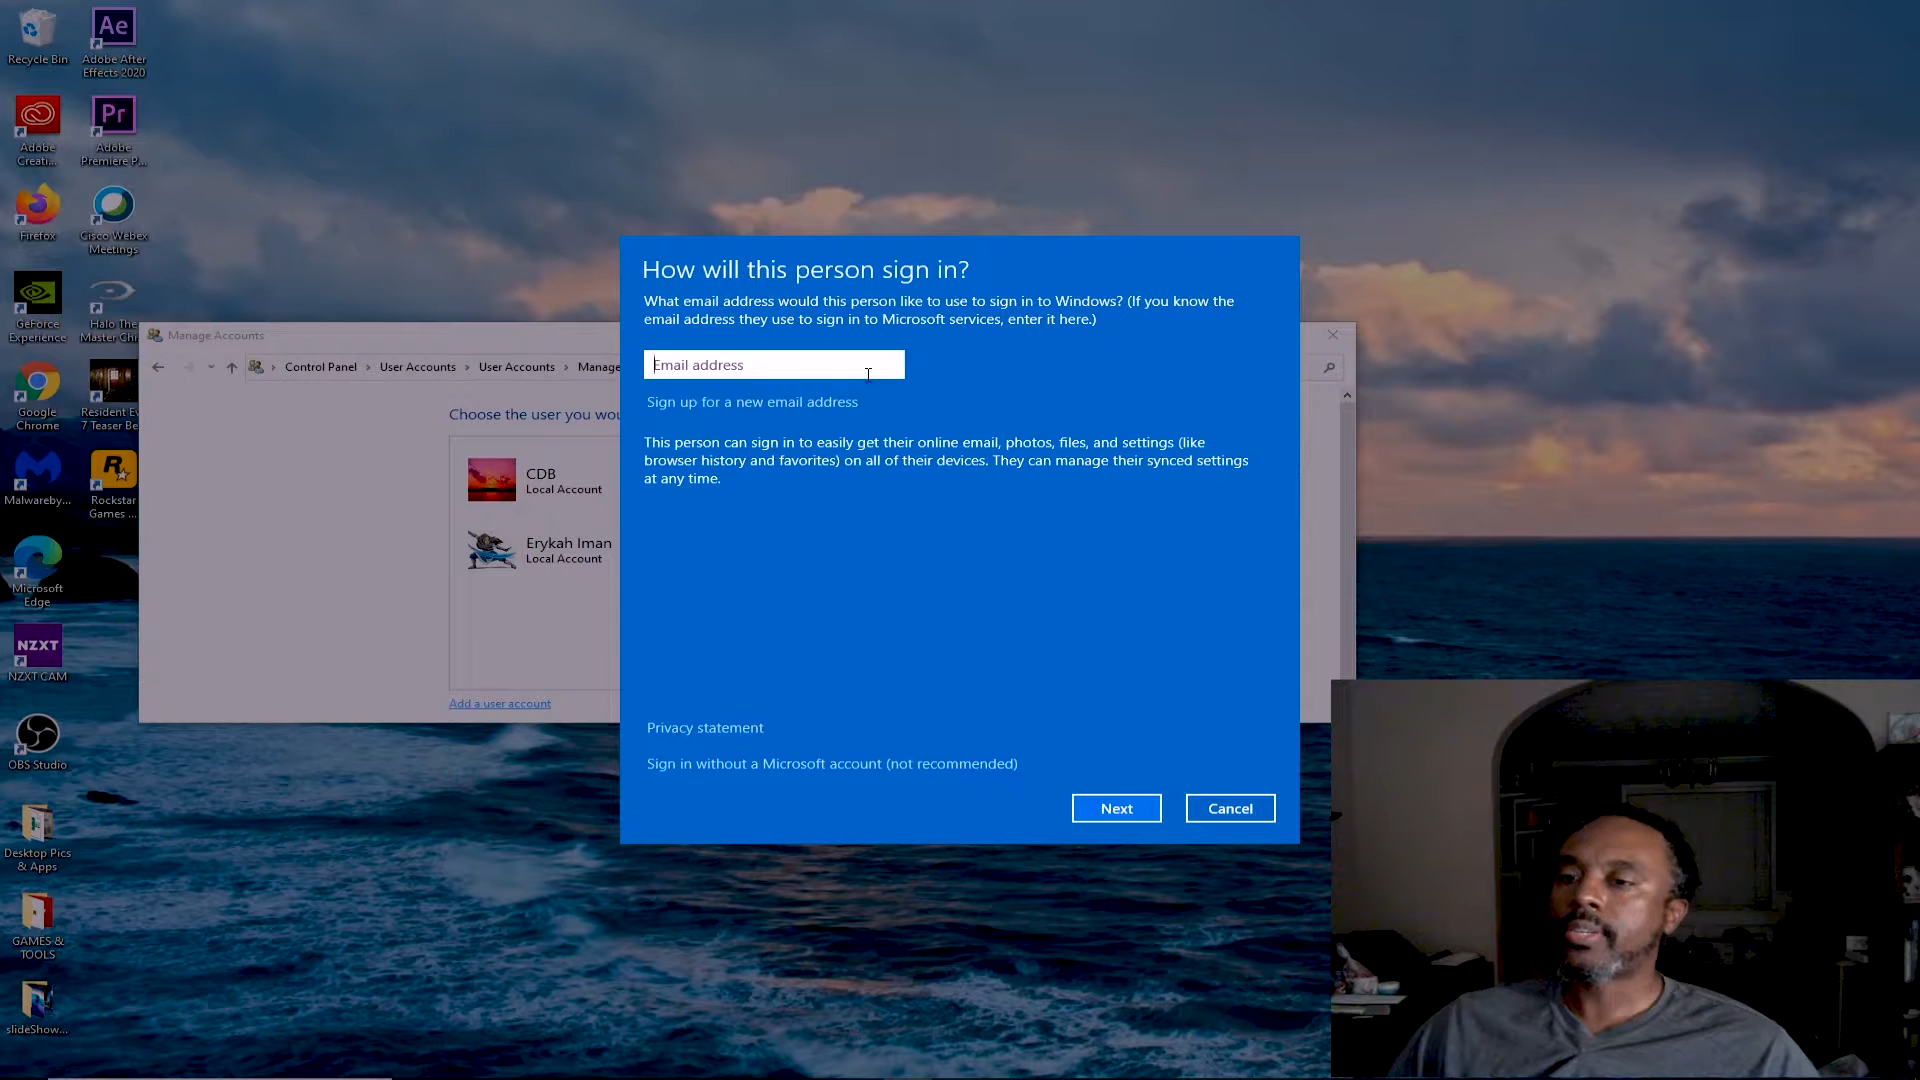 Recycle Bin
Ae
Adobe After
Effects 2020
Adobe
Creati...
Pr
Adobe
Premiere P...
Firefox
Cisco Webex
Meetings
GeForce
Experience
Halo The
Master Chi
Google
Chrome
Resident Ev
7 Teaser Be
Malwareby...
R
Rockstar
Games ...
Microsoft
Edge
NZXT
NZXT CAM
OBS Studio
Desktop Pics
& Apps
GAMES &
TOOLS
slideShow...
Manage Accounts
Control Panel > User Accounts > User Accounts > Manage
Choose the user you wou
CDB
Local Account
Erykah Iman
Local Account
Add a user account
How will this person sign in?
What email address would this person like to use to sign in to Windows? (If you know the
email address they use to sign in to Microsoft services, enter it here.)
Email address
Sign up for a new email address
This person can sign in to easily get their online email, photos, files, and settings (like
browser history and favorites) on all of their devices. They can manage their synced settings
at any time.
Privacy statement
Sign in without a Microsoft account (not recommended)
Next
Cancel